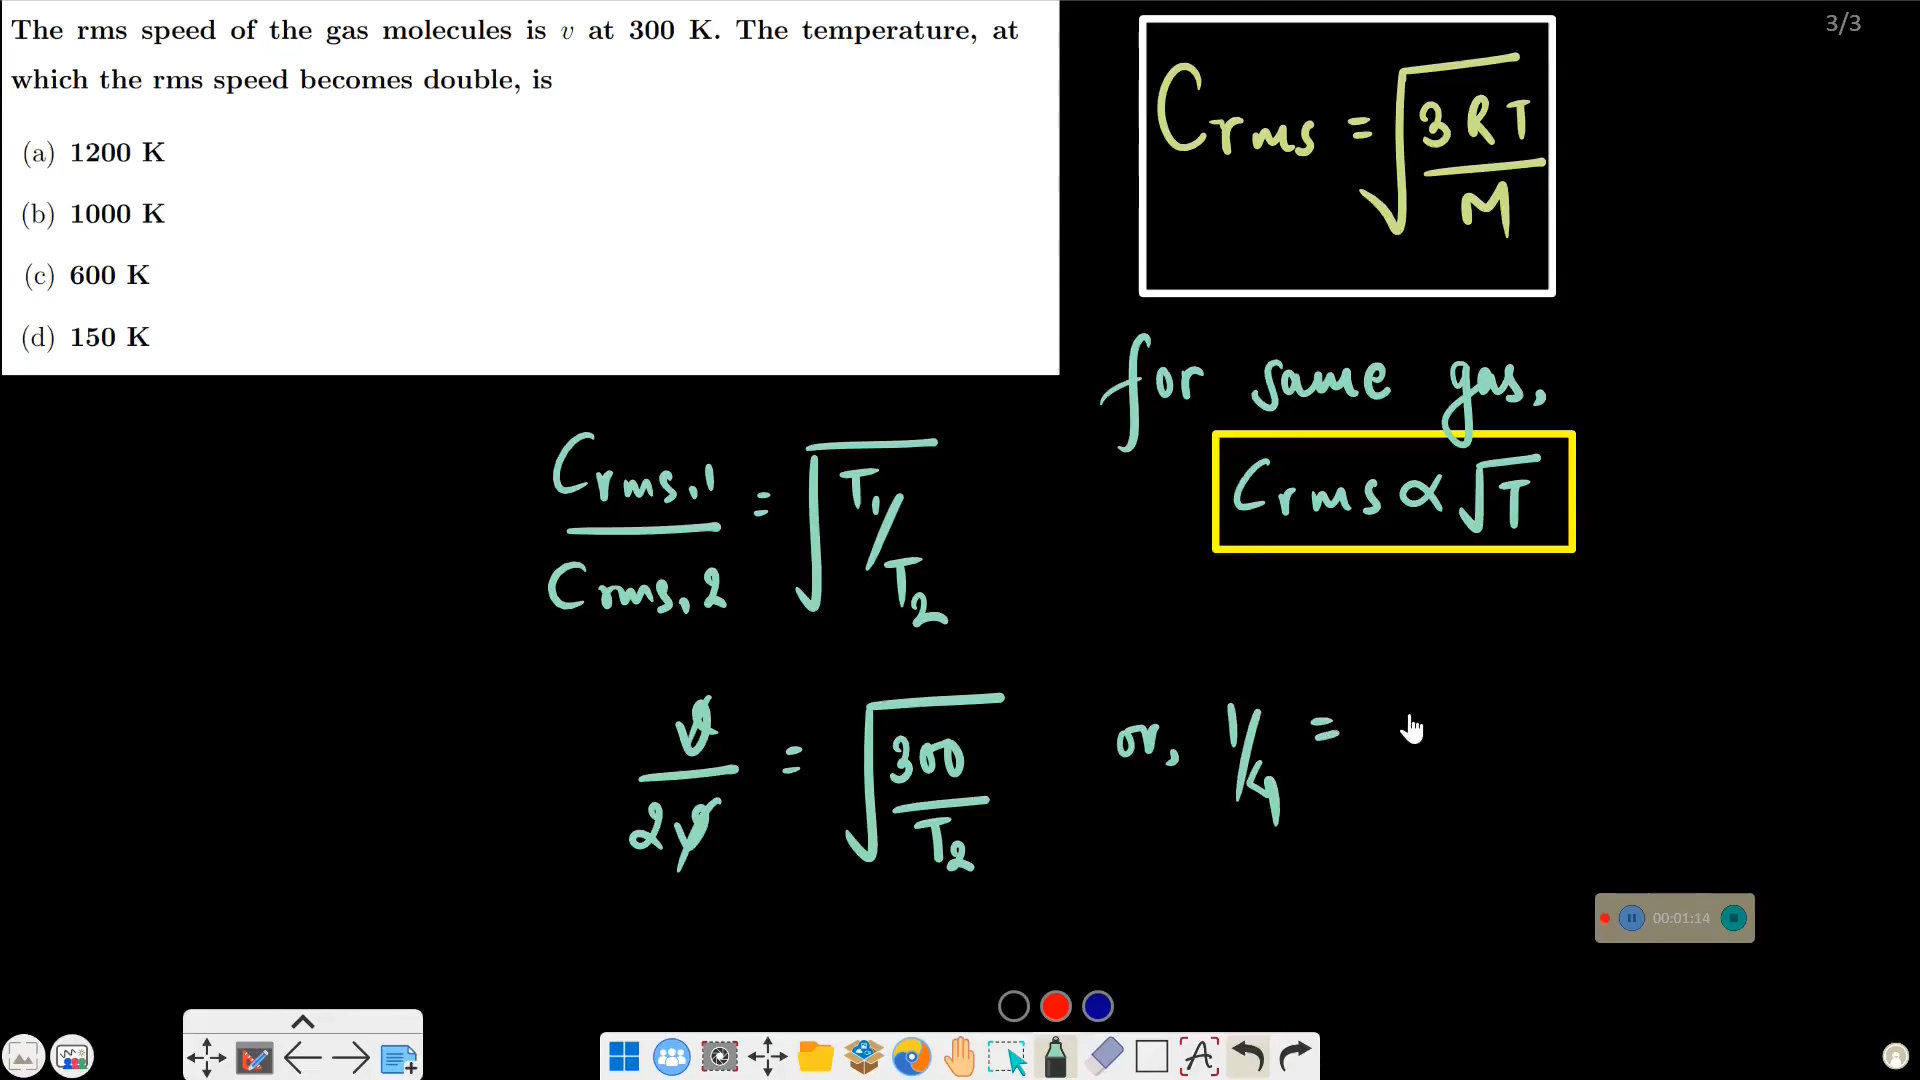 The rms speed of the gas molecules is v at 300 K. The temperature, at
which the rms speed becomes double, is
(a) 1200 K
(b) 1000 K
(c) 600 K
(d) 150 K
3/3
Crms = √(3RT/M)
for same gas,
Crms ∝ √T
Crms,1/Crms,2 = √(T1/T2)
v/2v = √(300/T2) or, 1/4 =
00:01:14